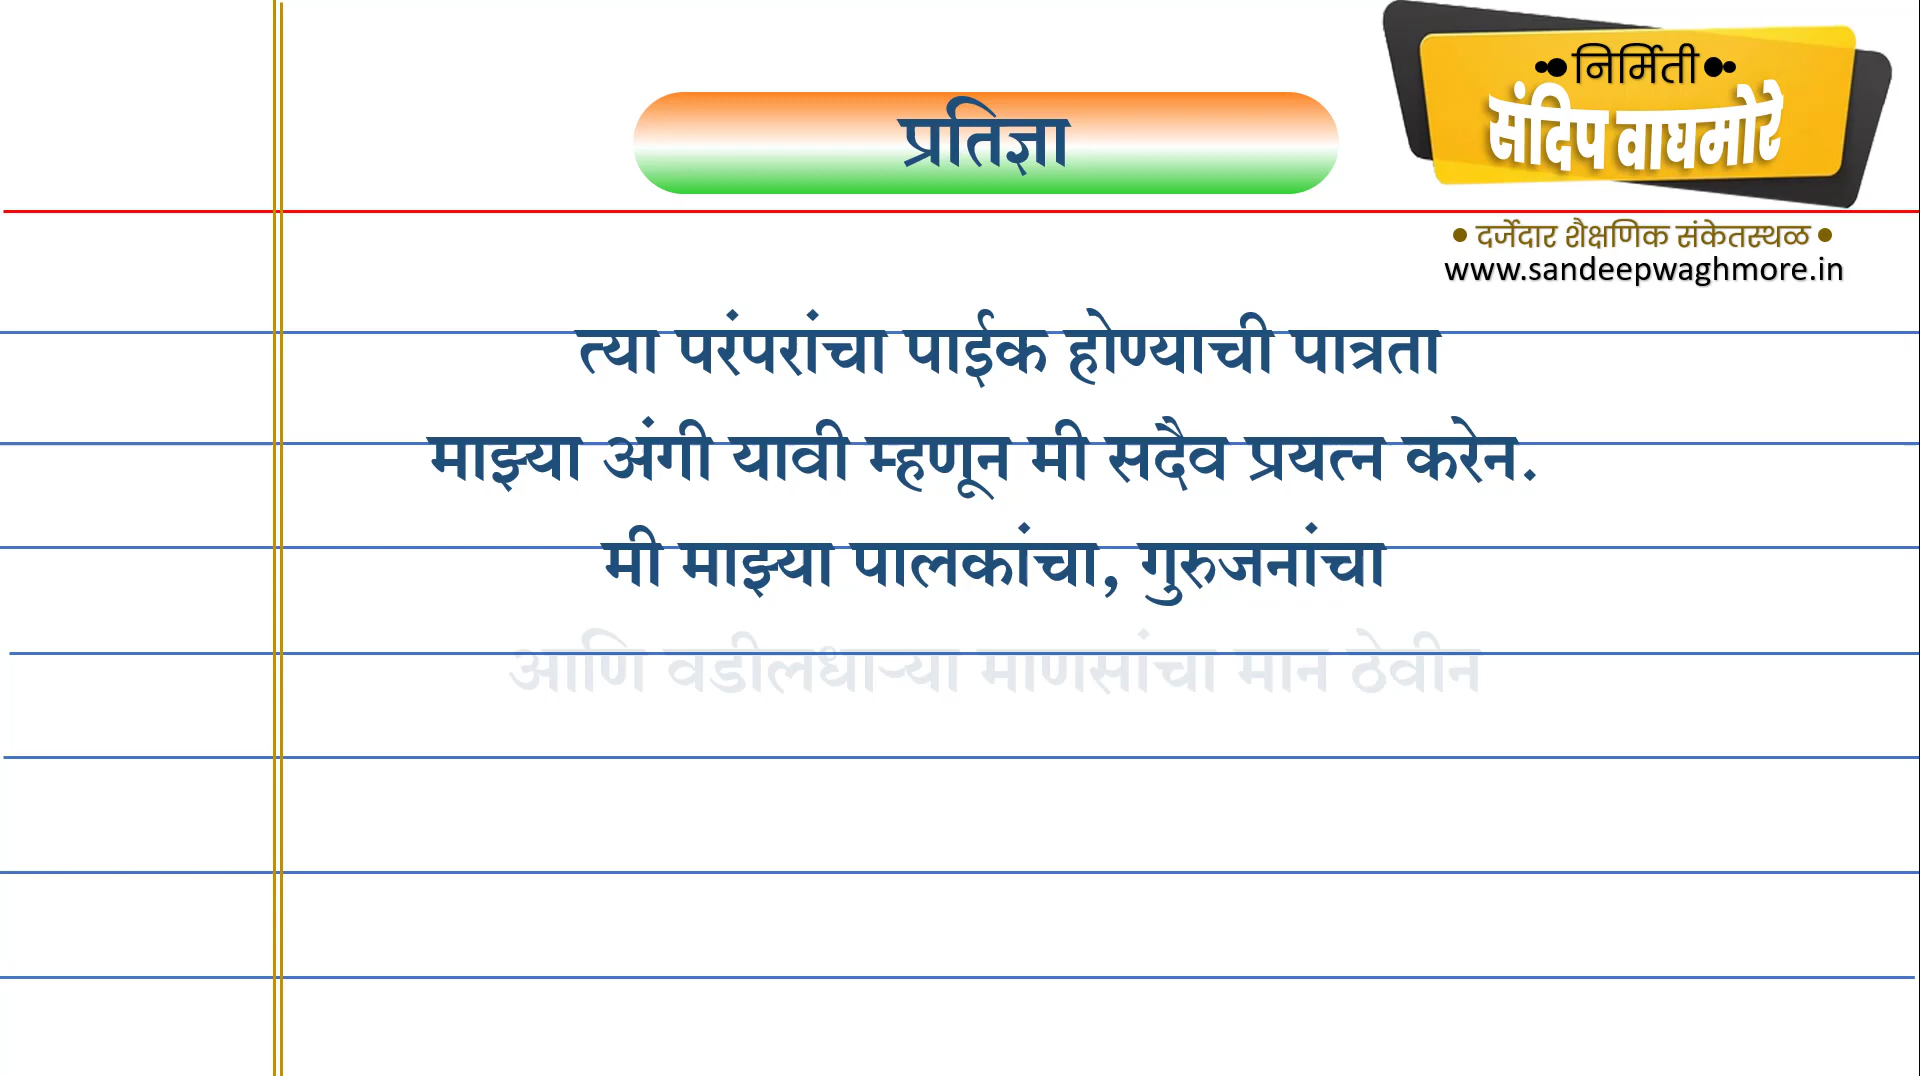 निर्मिती
संदिप वाघमोरे
प्रतिज्ञा
दर्जेदार शैक्षणिक संकेतस्थळ
www.sandeepwaghmore.in
त्या परंपरांचा पाईक होण्याची पात्रता
माझ्या अंगी यावी म्हणून मी सदैव प्रयत्न करेन.
मी माझ्या पालकांचा, गुरुजनांचा
आणि वडीलधाऱ्या माणसांचा मान ठेवीन